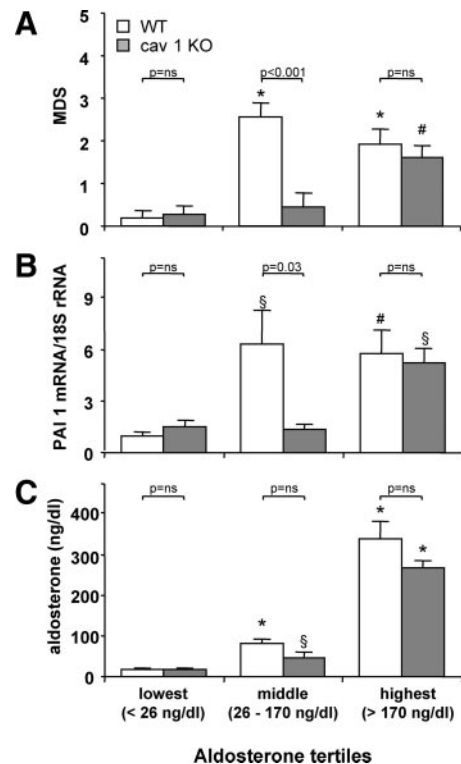 A
WT
cav 1 KO
p=ns
p<0.001
p=ns
*
*
#
MDS
5
4
3
2
1
0
B
p=ns
p=0.03
p=ns
§
#
§
PAI 1 mRNA/18S rRNA
9
6
3
0
C
p=ns
p=ns
p=ns
*
§
*
*
aldosterone (ng/dl)
400
300
200
100
0
lowest
(< 26 ng/dl)
middle
(26 - 170 ng/dl)
highest
(> 170 ng/dl)
Aldosterone tertiles